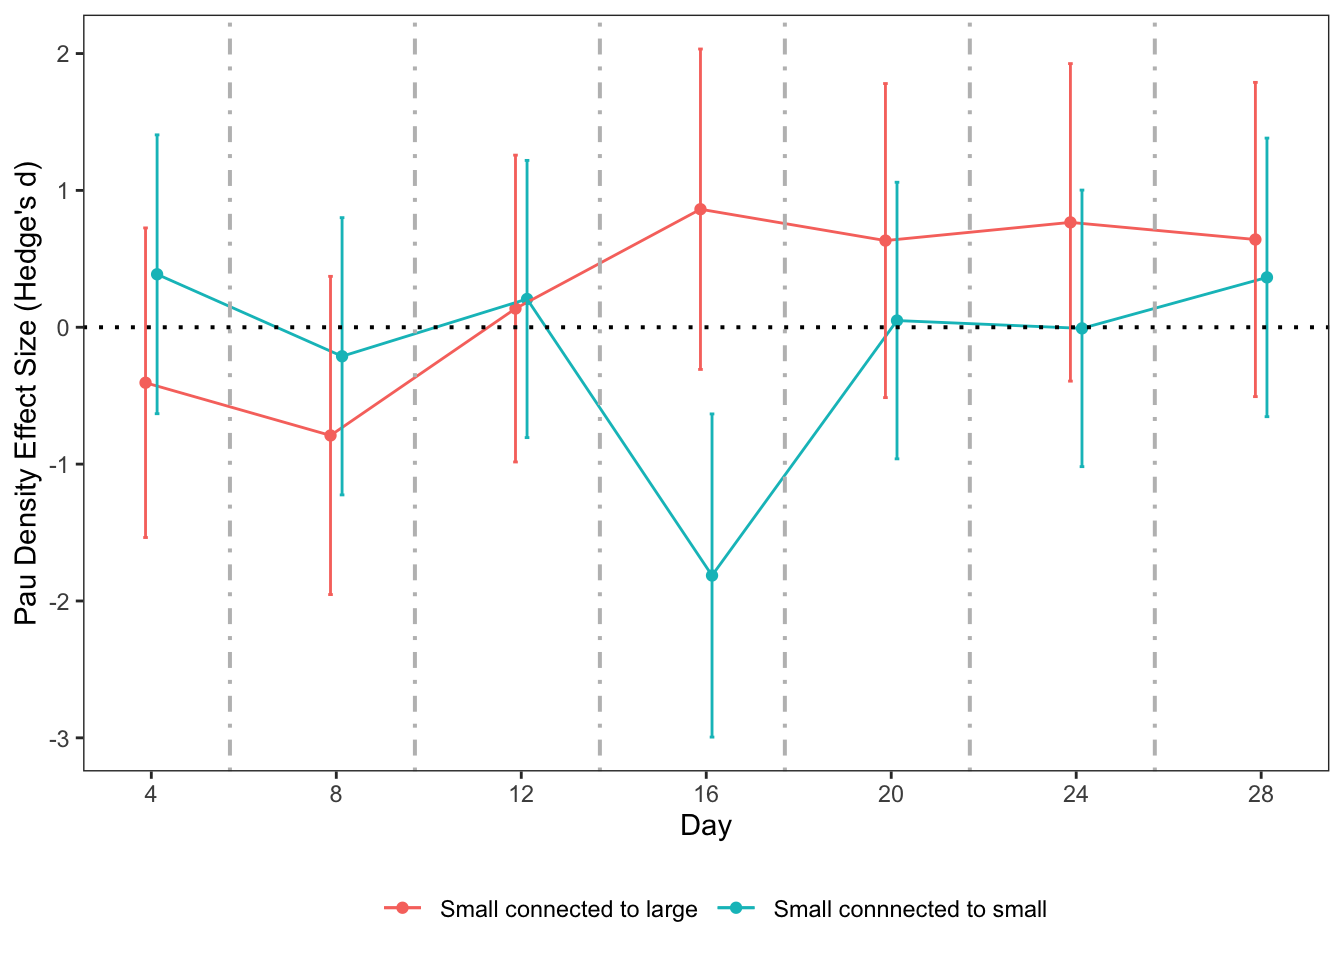 2
1
0
-1
-2
-3
Pau Density Effect Size (Hedge's d)
4 8 12 16 20 24 28
Day
Small connected to large Small connnected to small